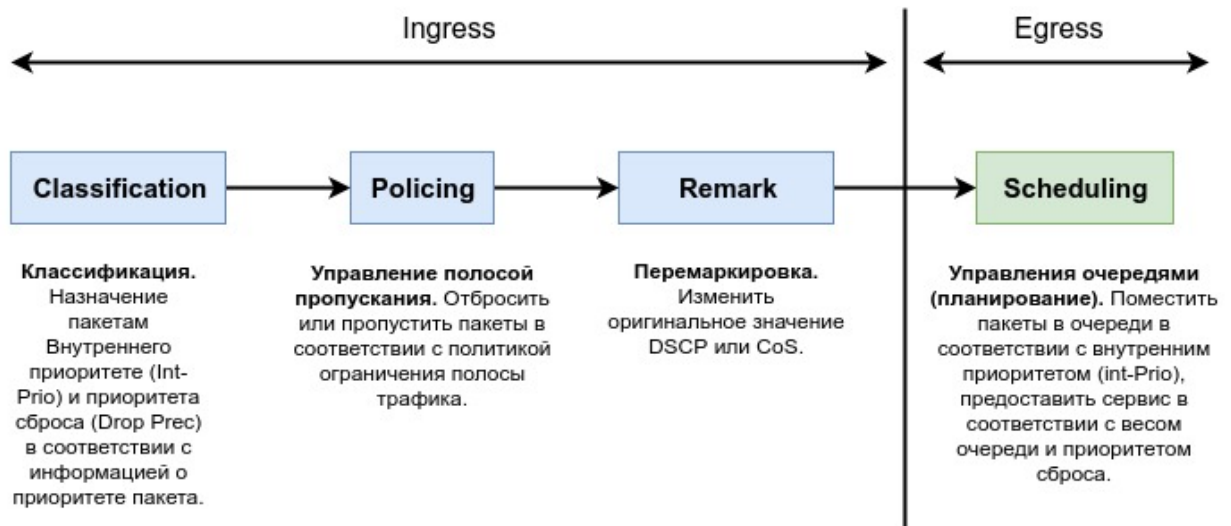 Ingress
Egress
Classification
Policing
Remark
Scheduling
Классификация.
Назначение
пакетам
Внутреннего
приоритете (Int-
Prio) и приоритета
сброса (Drop Prec)
в соответствии с
информацией о
приоритете пакета.
Управление полосой
пропускания. Отбросить
или пропустить пакеты в
соответствии с политикой
ограничения полосы
трафика.
Перемаркировка.
Изменить
оригинальное значение
DSCP или CoS.
Управления очередями
(планирование). Поместить
пакеты в очереди в
соответствии с внутренним
приоритетом (int-Prio),
предоставить сервис в
соответствии с весом
очереди и приоритетом
сброса.